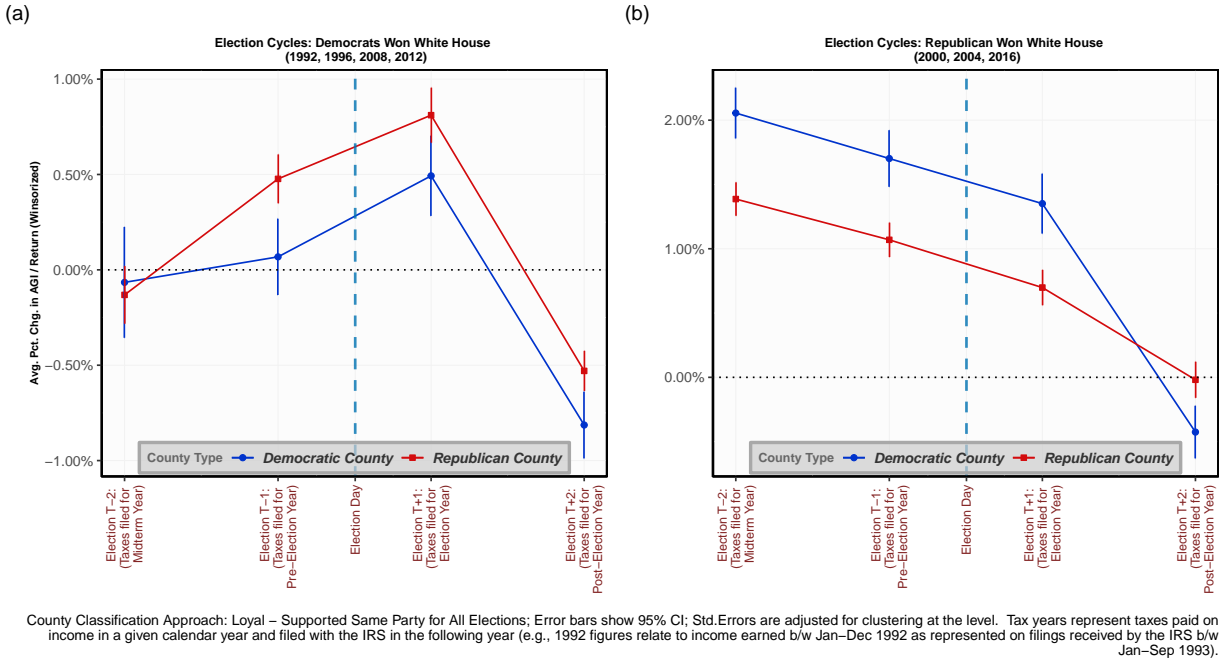 (a)
Election Cycles: Democrats Won White House
(1992, 1996, 2008, 2012)
Avg. Pct. Chg. in AGI / Return (Winsorized)
1.00%
0.50%
0.00%
−0.50%
−1.00%
County Type
Democratic County
Republican County
Election T−2:
(Taxes filed for
Midterm Year)
Election T−1:
(Taxes filed for
Pre−Election Year)
Election Day
Election T+1:
(Taxes filed for
Election Year)
Election T+2:
(Taxes filed for
Post−Election Year)
(b)
Election Cycles: Republican Won White House
(2000, 2004, 2016)
2.00%
1.00%
0.00%
County Type
Democratic County
Republican County
Election T−2:
(Taxes filed for
Midterm Year)
Election T−1:
(Taxes filed for
Pre−Election Year)
Election Day
Election T+1:
(Taxes filed for
Election Year)
Election T+2:
(Taxes filed for
Post−Election Year)
County Classification Approach: Loyal − Supported Same Party for All Elections; Error bars show 95% CI; Std.Errors are adjusted for clustering at the level.  Tax years represent taxes paid on
income in a given calendar year and filed with the IRS in the following year (e.g., 1992 figures relate to income earned b/w Jan−Dec 1992 as represented on filings received by the IRS b/w
Jan−Sep 1993).